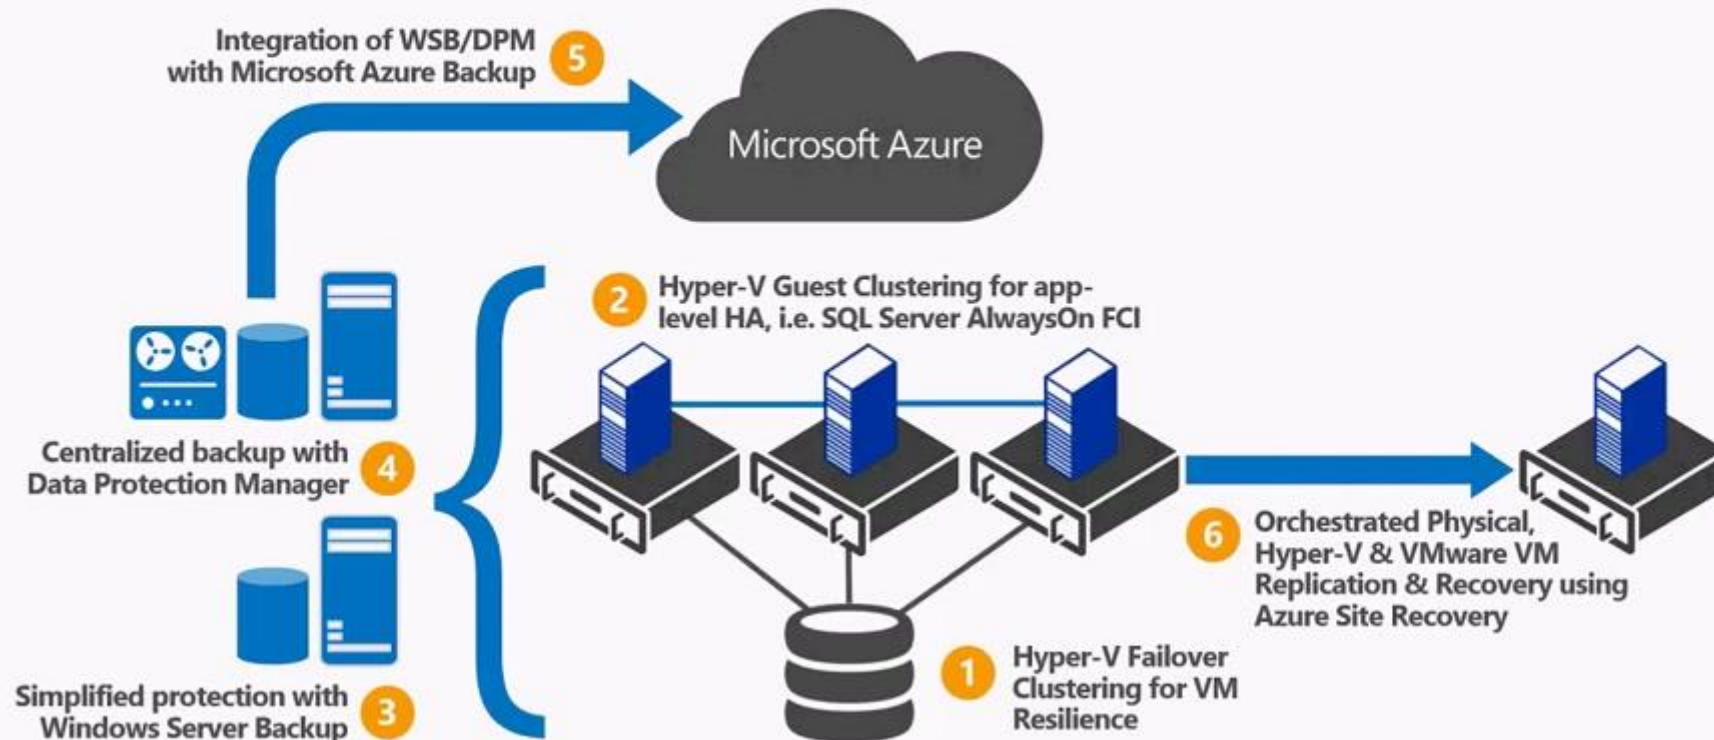 Integration of WSB/DPM
with Microsoft Azure Backup
5
Microsoft Azure
2
Hyper-V Guest Clustering for app-
level HA, i.e. SQL Server AlwaysOn FCI
Centralized backup with
Data Protection Manager
4
6
Orchestrated Physical,
Hyper-V & VMware VM
Replication & Recovery using
Azure Site Recovery
1
Hyper-V Failover
Clustering for VM
Resilience
Simplified protection with
Windows Server Backup
3